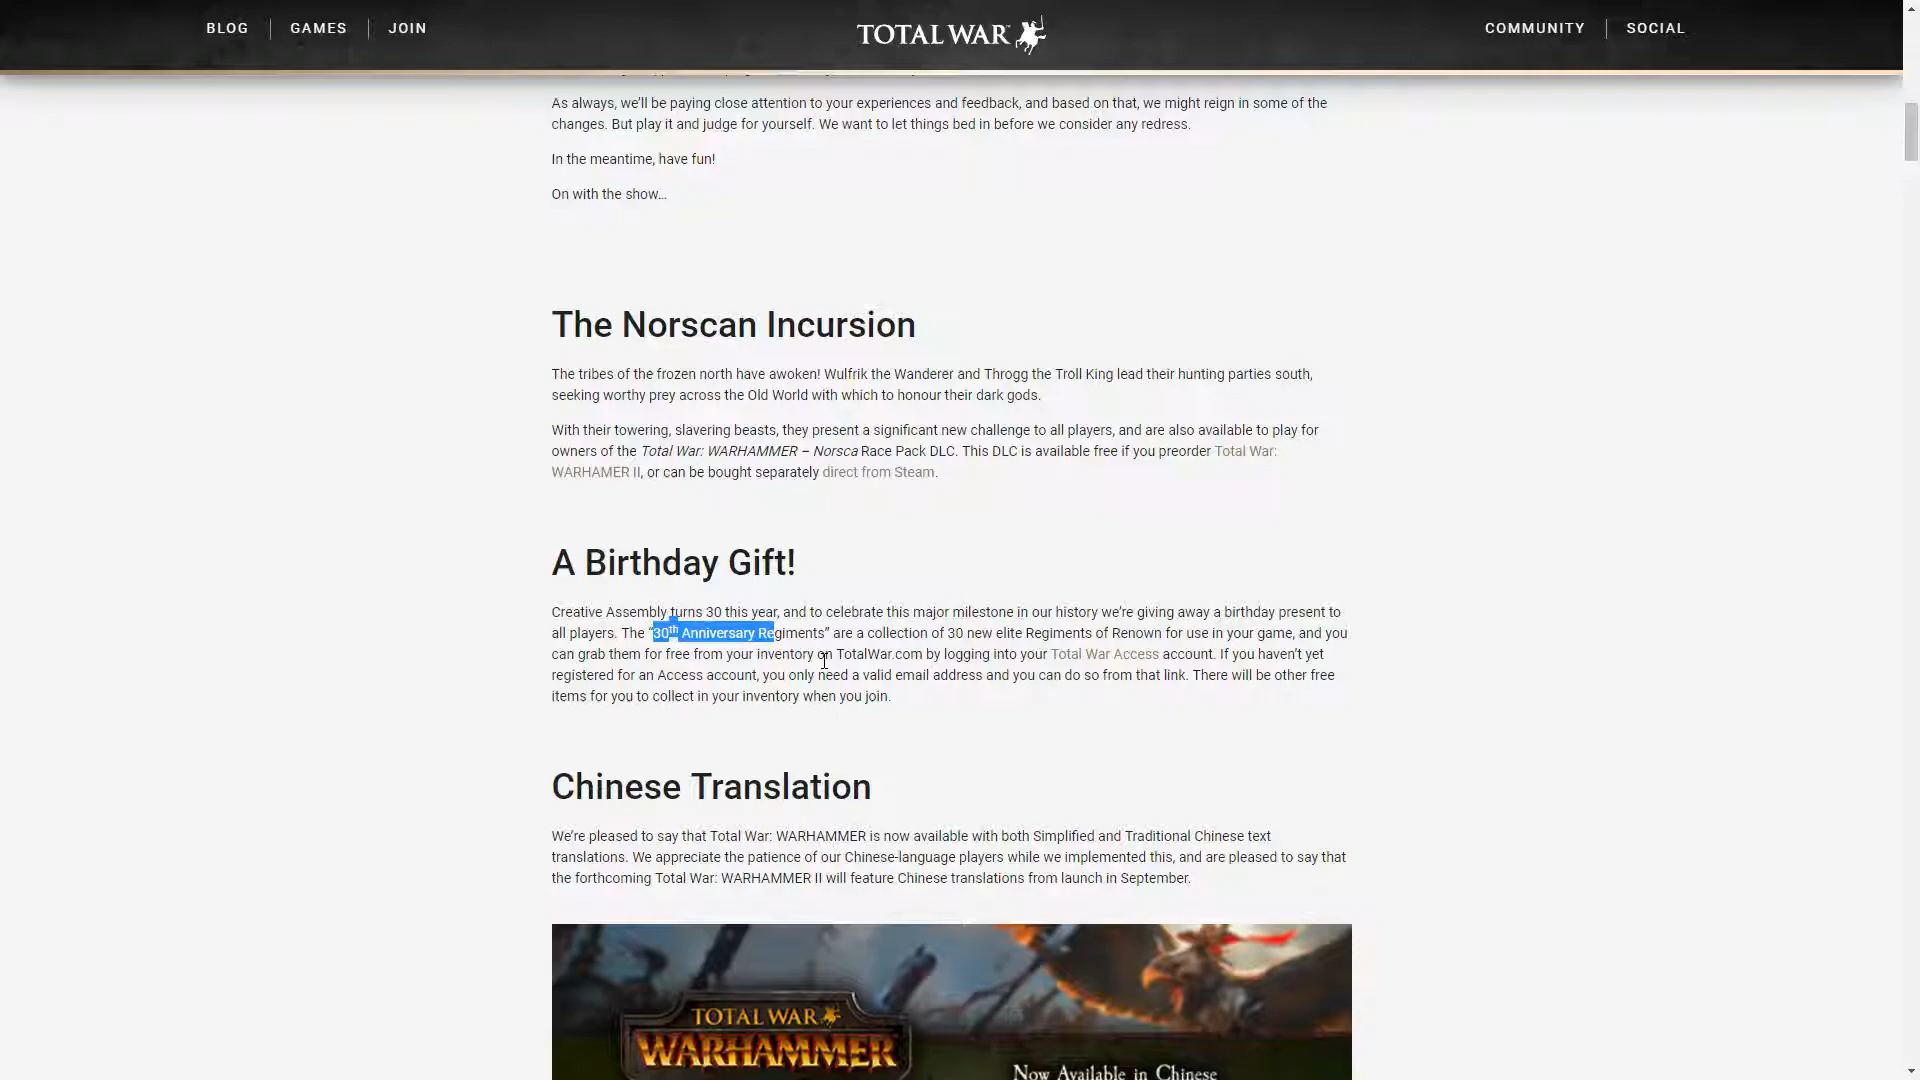 BLOG
GAMES
JOIN
TOTAL WAR
COMMUNITY
SOCIAL
As always, we’ll be paying close attention to your experiences and feedback, and based on that, we might reign in some of the
changes. But play it and judge for yourself. We want to let things bed in before we consider any redress.
In the meantime, have fun!
On with the show…
The Norscan Incursion
The tribes of the frozen north have awoken! Wulfrik the Wanderer and Throgg the Troll King lead their hunting parties south,
seeking worthy prey across the Old World with which to honour their dark gods.
With their towering, slavering beasts, they present a significant new challenge to all players, and are also available to play for
owners of the Total War: WARHAMMER – Norsca Race Pack DLC. This DLC is available free if you preorder Total War:
WARHAMER II, or can be bought separately direct from Steam.
A Birthday Gift!
Creative Assembly turns 30 this year, and to celebrate this major milestone in our history we’re giving away a birthday present to
all players. The “30th Anniversary Regiments” are a collection of 30 new elite Regiments of Renown for use in your game, and you
can grab them for free from your inventory on TotalWar.com by logging into your Total War Access account. If you haven’t yet
registered for an Access account, you only need a valid email address and you can do so from that link. There will be other free
items for you to collect in your inventory when you join.
Chinese Translation
We’re pleased to say that Total War: WARHAMMER is now available with both Simplified and Traditional Chinese text
translations. We appreciate the patience of our Chinese-language players while we implemented this, and are pleased to say that
the forthcoming Total War: WARHAMMER II will feature Chinese translations from launch in September.
TOTAL WAR
WARHAMMER
Now Available in Chinese